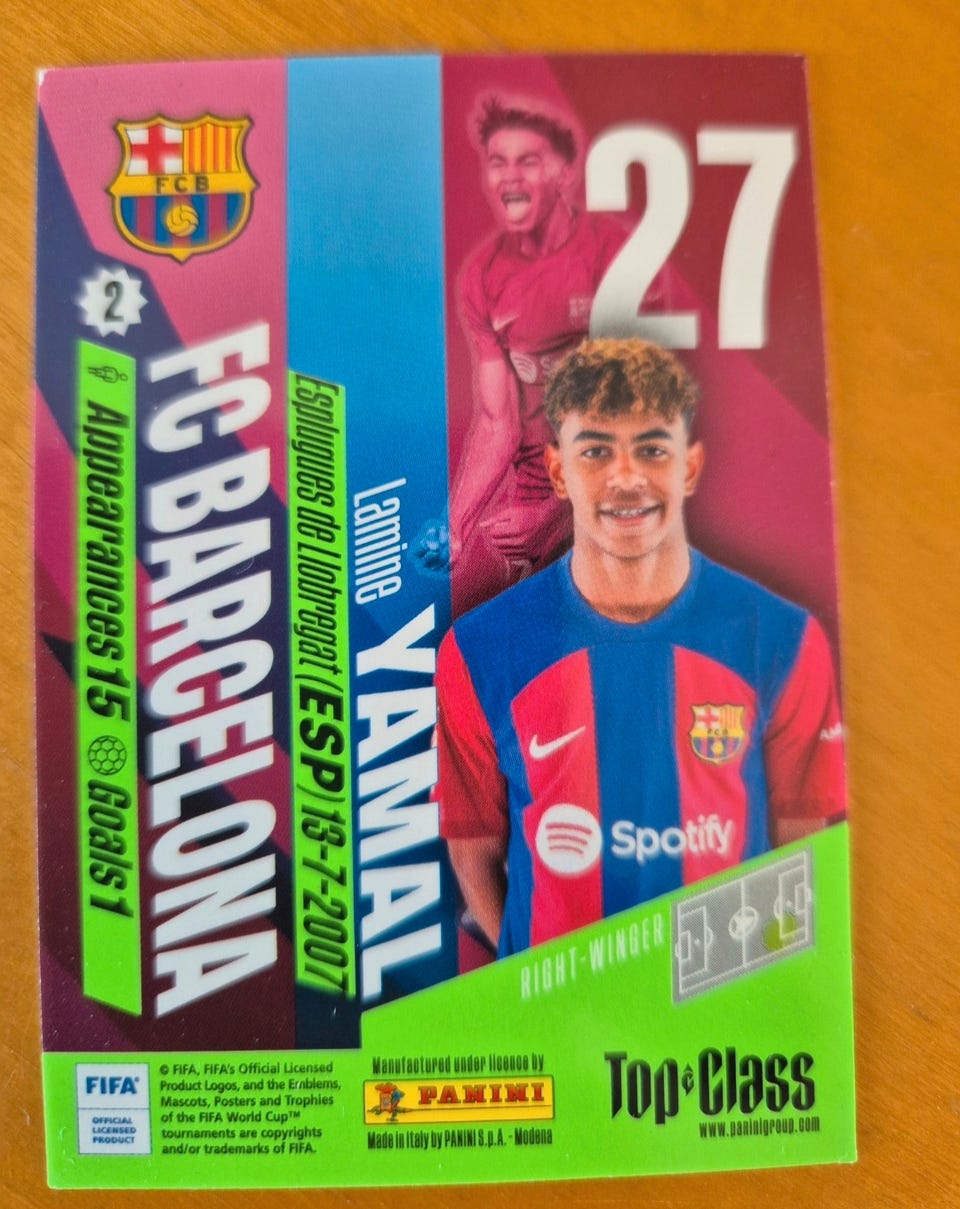 FCB
2
Appearances 15 Goals 1
FC BARCELONA
Esplugues de Llobregat (ESP) 13-7-2007
Lamine YAMAL
27
FCB
Spotify
RIGHT-WINGER
FIFA®
OFFICIAL
LICENSED
PRODUCT
© FIFA, FIFA's Official Licensed
Product Logos, and the Emblems,
Mascots, Posters and Trophies
of the FIFA World Cup™
tournaments are copyrights
and/or trademarks of FIFA.
Manufactured under licence by
PANINI
Made in Italy by PANINI S.p.A. - Modena
Top Class
www.paninigroup.com